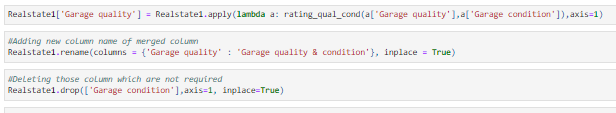 Realstate1['Garage quality'] = Realstate1.apply(lambda a: rating_qual_cond(a['Garage quality'],a['Garage condition']),axis=1)
#Adding new column name of merged column
Realstate1.rename(columns = {'Garage quality' : 'Garage quality & condition'}, inplace = True)
#Deleting those column which are not required
Realstate1.drop(['Garage condition'],axis=1, inplace=True)